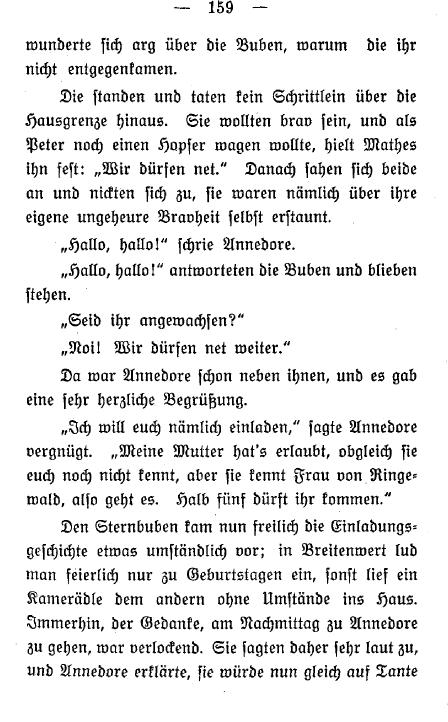 — 159 —
wunderte sich arg über die Buben, warum die ihr
nicht entgegenkamen.
Die standen und taten kein Schrittlein über die
Hausgrenze hinaus. Sie wollten brav sein, und als
Peter noch einen Hopser wagen wollte, hielt Mathes
ihn fest: „Wir dürfen net.“ Danach sahen sich beide
an und nickten sich zu, sie waren nämlich über ihre
eigene ungeheure Bravheit selbst erstaunt.
„Hallo, hallo!“ schrie Annedore.
„Hallo, hallo!“ antworteten die Buben und blieben
stehen.
„Seid ihr angewachsen?“
„Noi! Wir dürfen net weiter.“
Da war Annedore schon neben ihnen, und es gab
eine sehr herzliche Begrüßung.
„Ich will euch nämlich einladen,“ sagte Annedore
vergnügt. „Meine Mutter hat's erlaubt, obgleich sie
euch noch nicht kennt, aber sie kennt Frau von Ringe-
wald, also geht es. Halb fünf dürft ihr kommen.“
Den Sternbuben kam nun freilich die Einladungs-
geschichte etwas umständlich vor; in Breitenwert lud
man feierlich nur zu Geburtstagen ein, sonst lief ein
Kamerädle dem andern ohne Umstände ins Haus.
Immerhin, der Gedanke, am Nachmittag zu Annedore
zu gehen, war verlockend. Sie sagten daher sehr laut zu,
und Annedore erklärte, sie würde nun gleich auf Tante